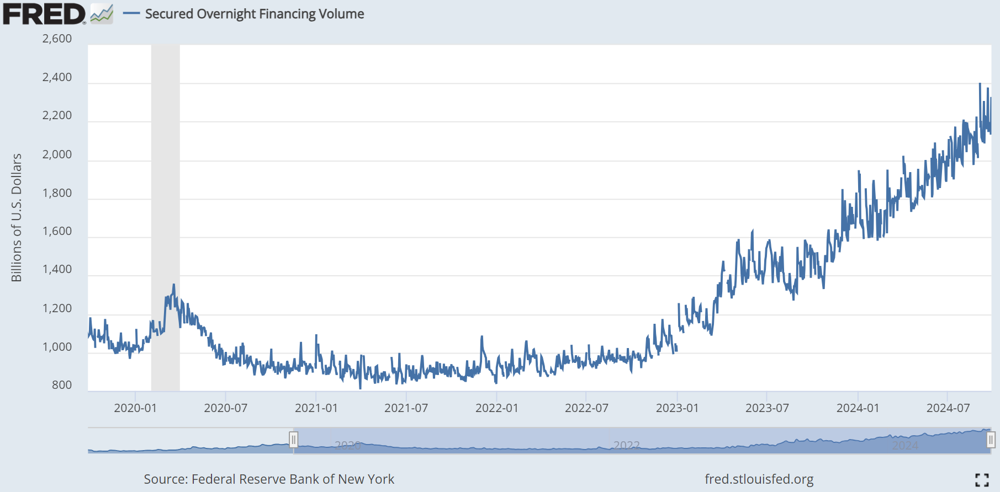 FRED
Secured Overnight Financing Volume
2,600
2,400
2,200
2,000
1,800
1,600
1,400
1,200
1,000
800
Billions of U.S. Dollars
2020-01 2020-07 2021-01 2021-07 2022-01 2022-07 2023-01 2023-07 2024-01 2024-07
2020 2022 2024
Source: Federal Reserve Bank of New York
fred.stlouisfed.org